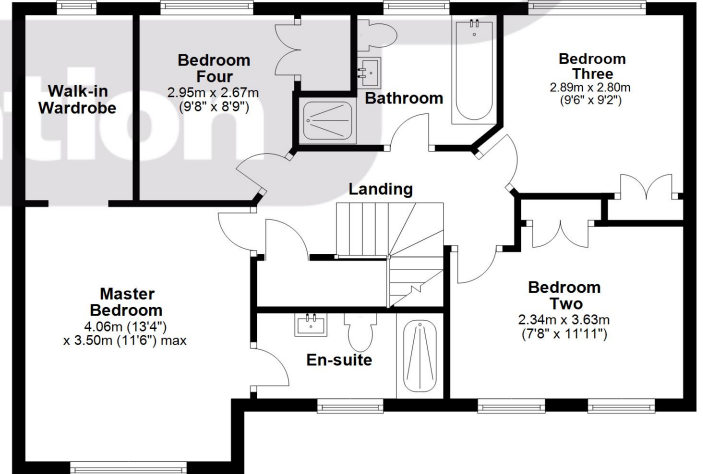 Walk-in
Wardrobe
Bedroom
Four
2.95m x 2.67m
(9'8" x 8'9")
Bathroom
Bedroom
Three
2.89m x 2.80m
(9'6" x 9'2")
Landing
Master
Bedroom
4.06m (13'4")
x 3.50m (11'6") max
En-suite
Bedroom
Two
2.34m x 3.63m
(7'8" x 11'11")